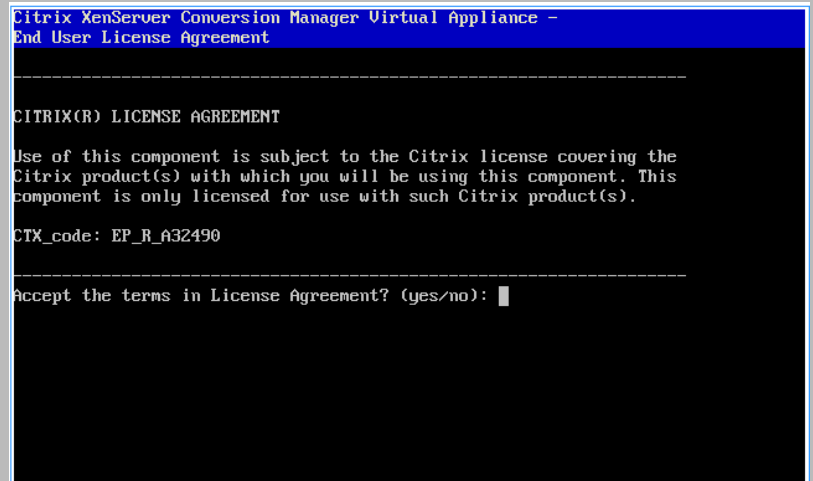 Citrix XenServer Conversion Manager Virtual Appliance -
End User License Agreement
--------------------------------------------------------------------
CITRIX(R) LICENSE AGREEMENT
Use of this component is subject to the Citrix license covering the
Citrix product(s) with which you will be using this component. This
component is only licensed for use with such Citrix product(s).
CTX_code: EP_R_A32490
--------------------------------------------------------------------
Accept the terms in License Agreement? (yes/no):